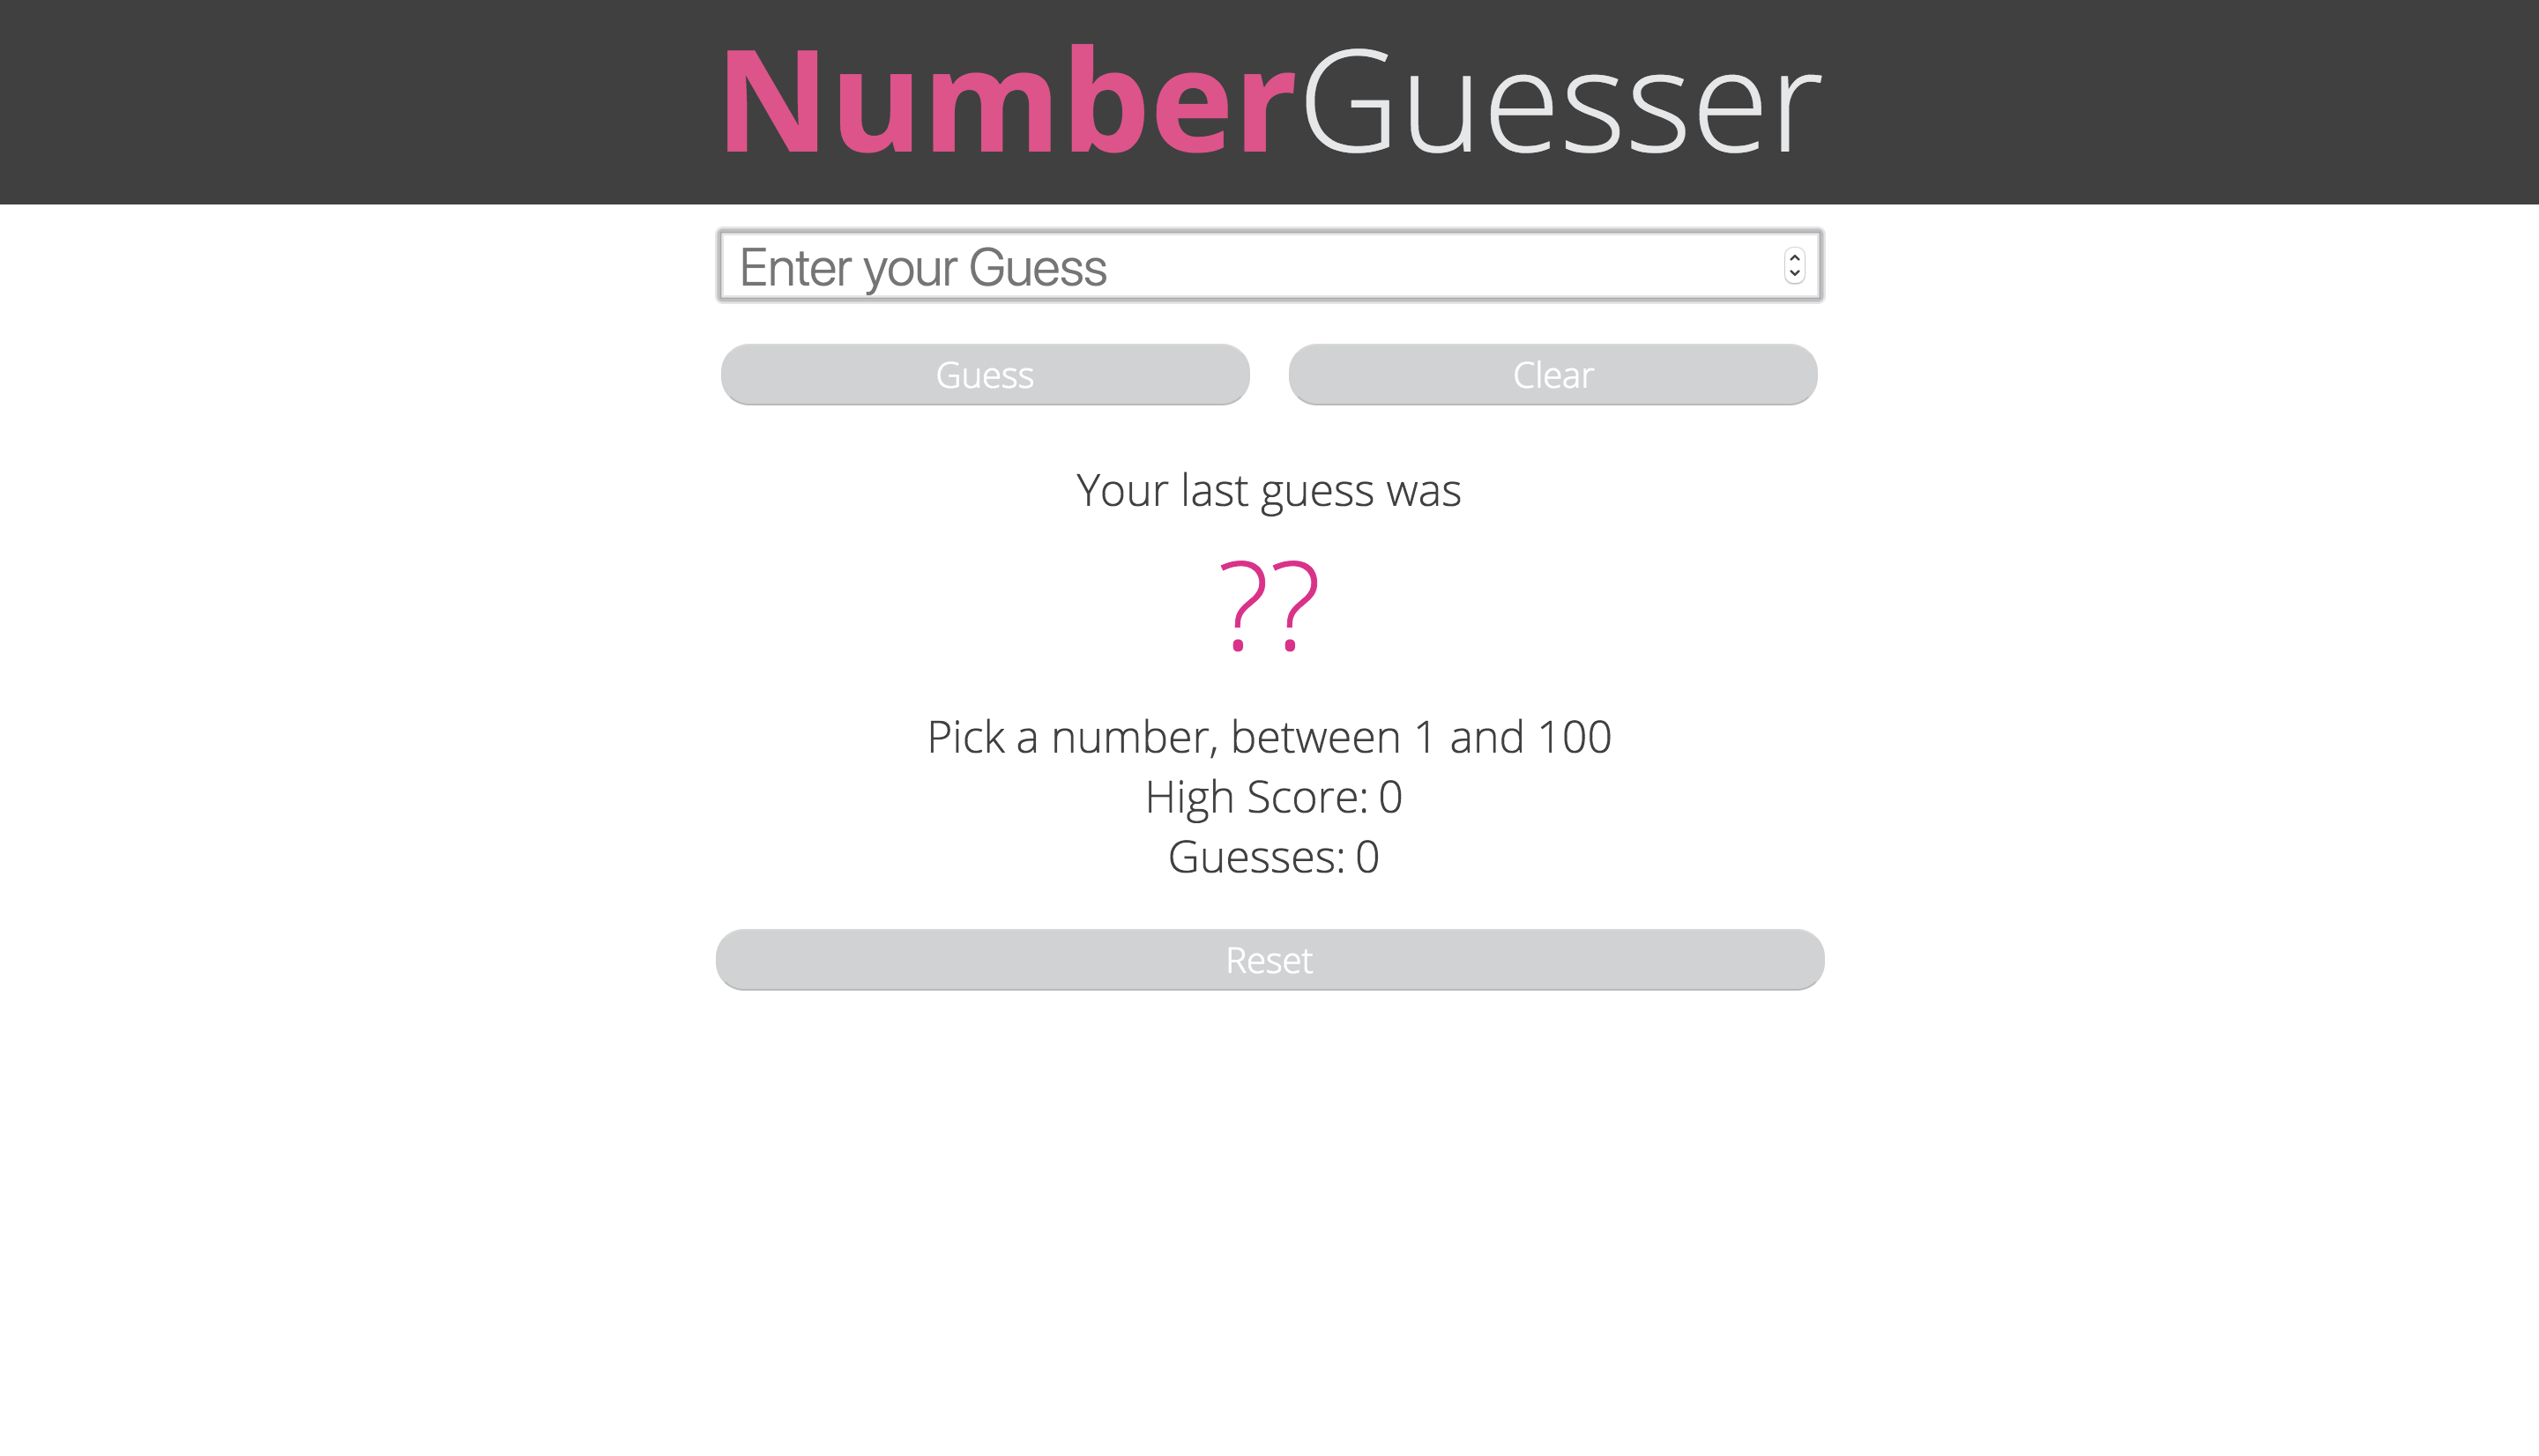 NumberGuesser
Enter your Guess
Guess
Clear
Your last guess was
??
Pick a number, between 1 and 100
High Score: 0
Guesses: 0
Reset